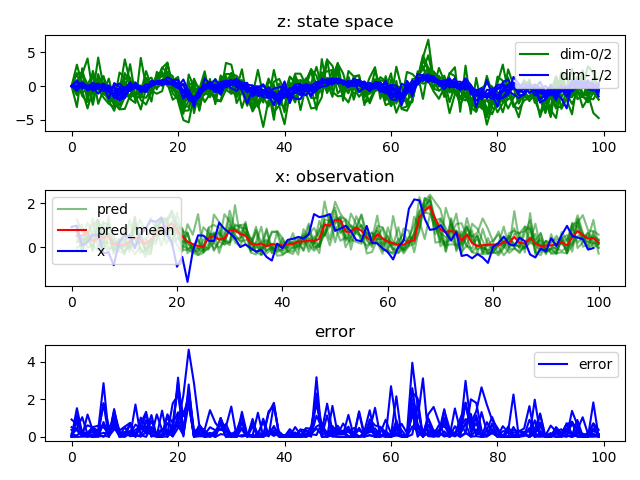 z: state space
5
0
−5
dim-0/2
dim-1/2
0 20 40 60 80 100
x: observation
2
0
pred
pred_mean
x
0 20 40 60 80 100
error
4
2
0
error
0 20 40 60 80 100